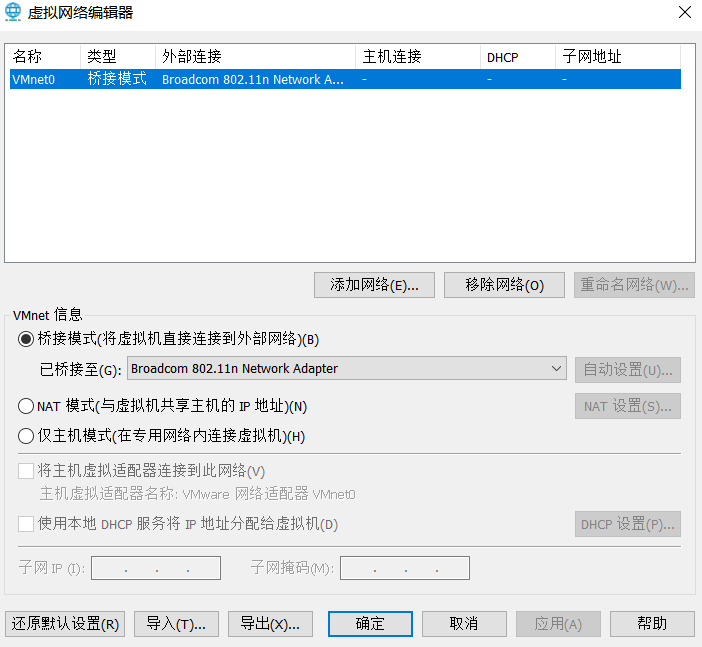 虚拟网络编辑器
名称 类型 外部连接 主机连接 DHCP 子网地址
VMnet0 桥接模式 Broadcom 802.11n Network A... - - -
添加网络(E)... 移除网络(O) 重命名网络(W)...
VMnet 信息
桥接模式(将虚拟机直接连接到外部网络)(B)
已桥接至(G): Broadcom 802.11n Network Adapter 自动设置(U)...
NAT 模式(与虚拟机共享主机的 IP 地址)(N) NAT 设置(S)...
仅主机模式(在专用网络内连接虚拟机)(H)
将主机虚拟适配器连接到此网络(V)
主机虚拟适配器名称: VMware 网络适配器 VMnet0
使用本地 DHCP 服务将 IP 地址分配给虚拟机(D) DHCP 设置(P)...
子网 IP (I): . . . 子网掩码(M): . . .
还原默认设置(R) 导入(T)... 导出(X)... 确定 取消 应用(A) 帮助